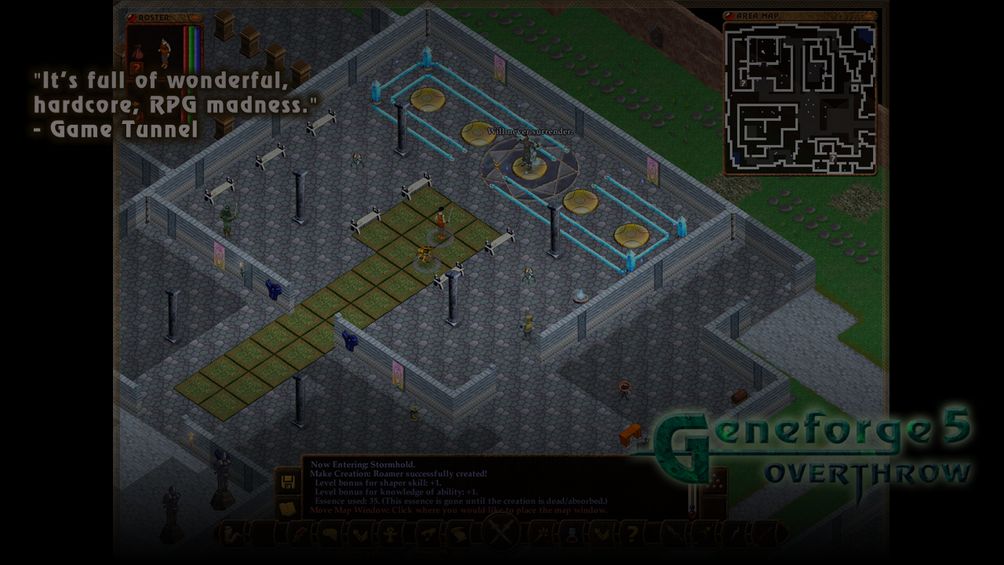 ROSTER
AREA MAP
"It's full of wonderful,
hardcore, RPG madness."
- Game Tunnel
Will never surrender.
Geneforge 5
OVERTHROW
Now Entering: Stormhold.
Make Creation: Roamer successfully created!
Level bonus for shaper skill: +1.
Level bonus for knowledge of ability: +1.
Essence used: 35. (This essence is gone until the creation is dead/absorbed.)
Move Map Window: Click where you would like to place the map window.